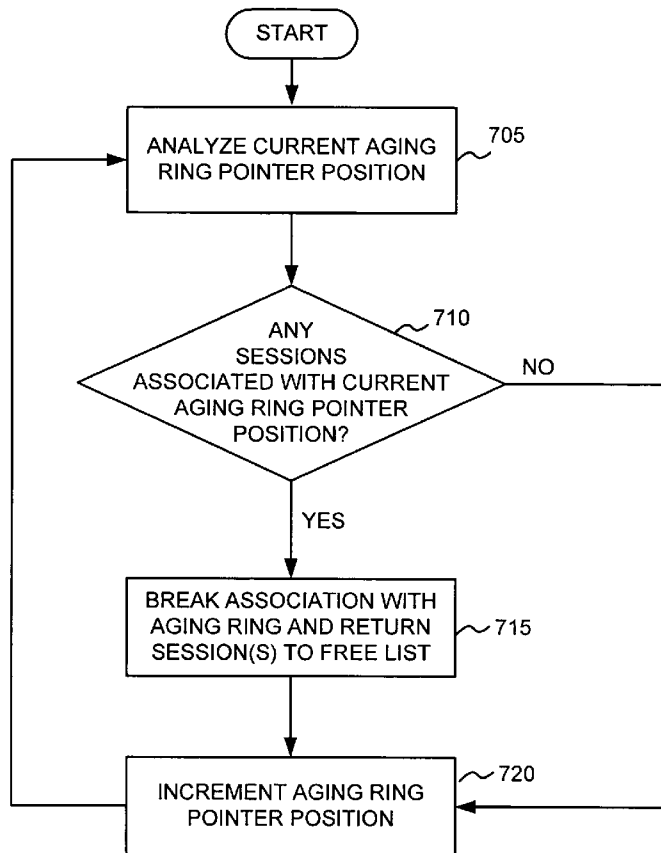 START
ANALYZE CURRENT AGING
RING POINTER POSITION
705
ANY
SESSIONS
ASSOCIATED WITH CURRENT
AGING RING POINTER
POSITION?
710
NO
YES
BREAK ASSOCIATION WITH
AGING RING AND RETURN
SESSION(S) TO FREE LIST
715
INCREMENT AGING RING
POINTER POSITION
720